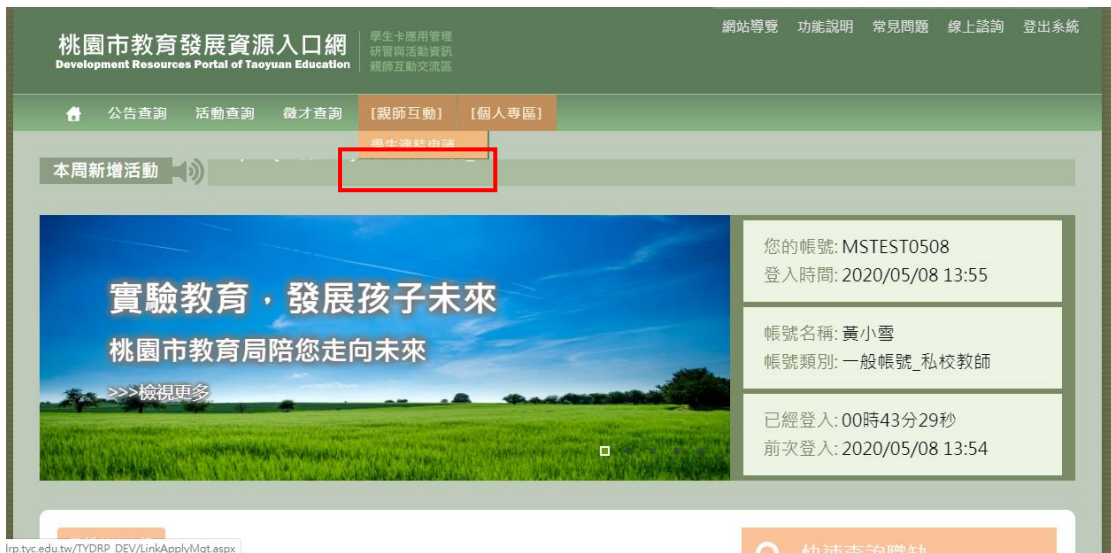 網站導覽 功能說明 常見問題 線上諮詢 登出系統
桃園市教育發展資源入口網
Development Resources Portal of Taoyuan Education
學生卡應用管理
研習與活動資訊
親師互動交流區
公告查詢 活動查詢 徵才查詢 [親師互動] [個人專區]
學生連結申請
本周新增活動
實驗教育，發展孩子未來
桃園市教育局陪您走向未來
>>>檢視更多
您的帳號: MSTEST0508
登入時間: 2020/05/08 13:55
帳號名稱: 黃小雪
帳號類別: 一般帳號_私校教師
已經登入: 00時43分29秒
前次登入: 2020/05/08 13:54
快速查詢職缺
lrp.tyc.edu.tw/TYDRP_DEV/LinkApplyMgt.aspx